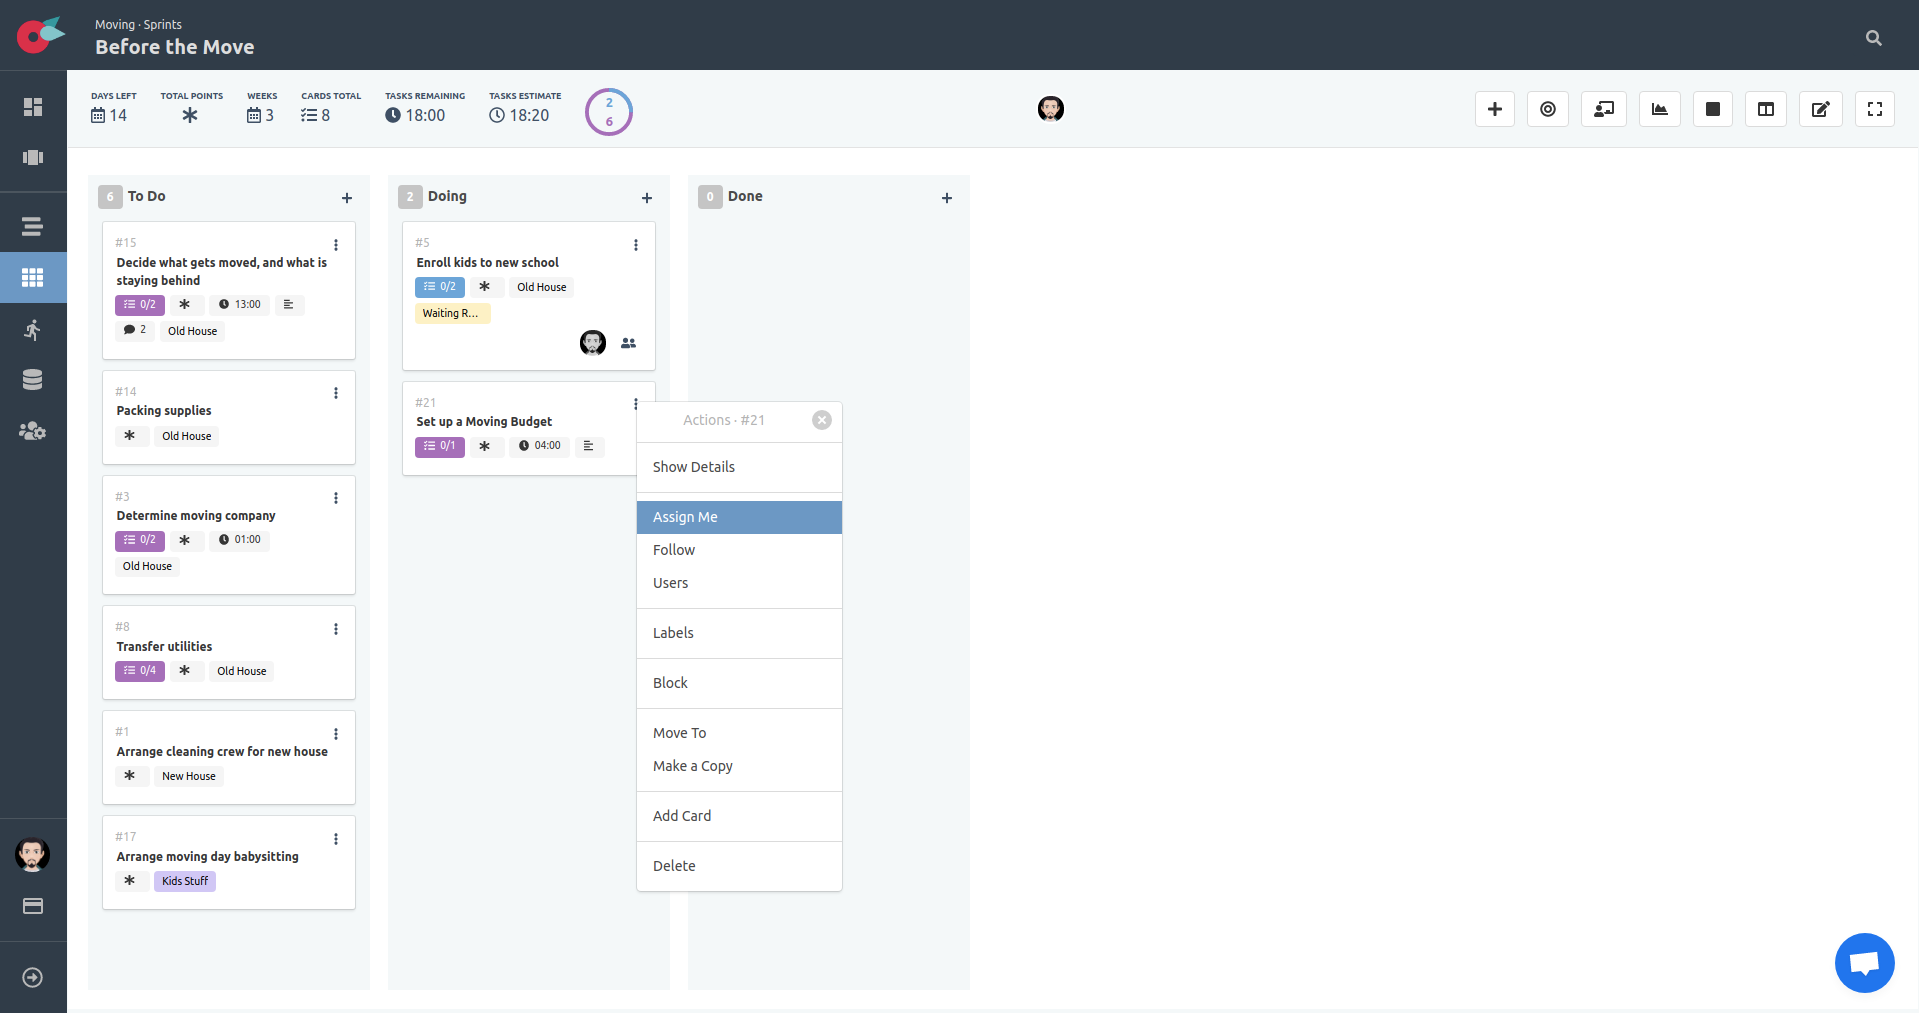 Moving · Sprints
Before the Move
DAYS LEFT
14
TOTAL POINTS
WEEKS
3
CARDS TOTAL
8
TASKS REMAINING
18:00
TASKS ESTIMATE
18:20
2
6
6 To Do
#15
Decide what gets moved, and what is
staying behind
0/2 13:00
2 Old House
#14
Packing supplies
Old House
#3
Determine moving company
0/2 01:00
Old House
#8
Transfer utilities
0/4 Old House
#1
Arrange cleaning crew for new house
New House
#17
Arrange moving day babysitting
Kids Stuff
2 Doing
#5
Enroll kids to new school
0/2 Old House
Waiting R...
#21
Set up a Moving Budget
0/1 04:00
0 Done
Actions · #21
Show Details
Assign Me
Follow
Users
Labels
Block
Move To
Make a Copy
Add Card
Delete